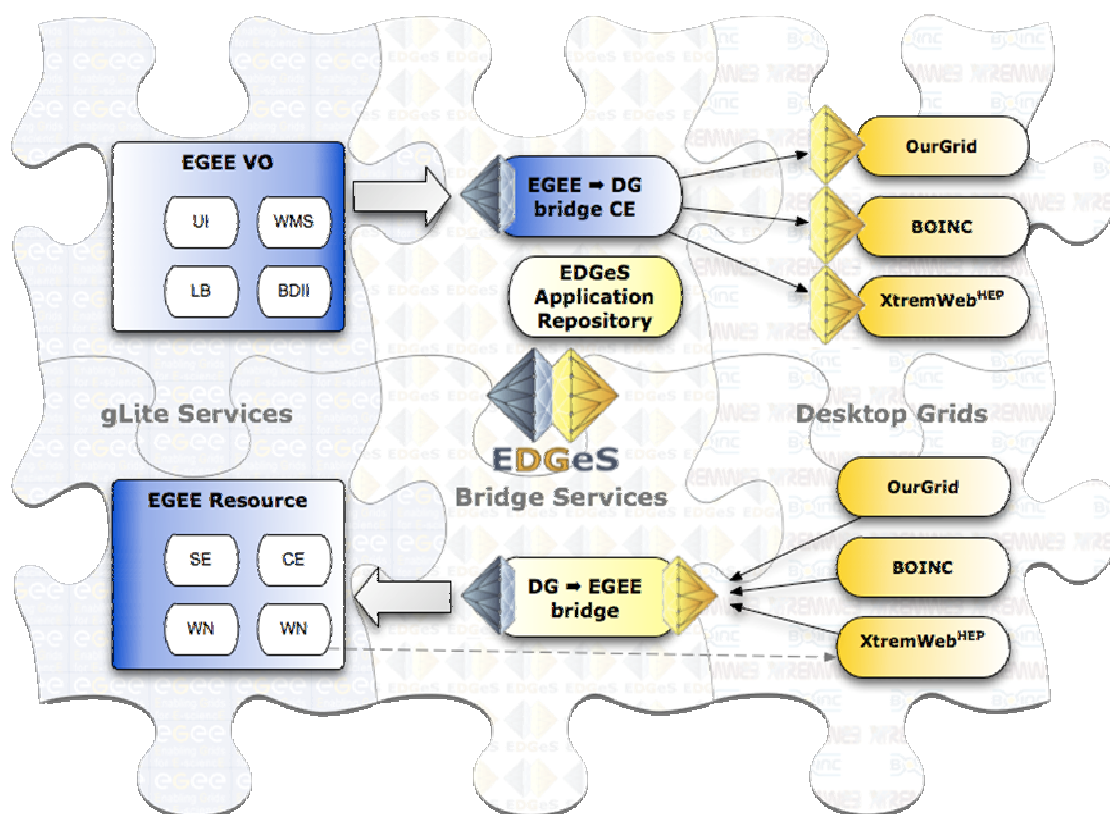 EGEE VO
UI
WMS
LB
BDII
EGEE ➡ DG
bridge CE
EDGeS
Application
Repository
OurGrid
BOINC
XtremWebHEP
gLite Services
EDGeS
Bridge Services
Desktop Grids
EGEE Resource
SE
CE
WN
WN
DG ➡ EGEE
bridge
OurGrid
BOINC
XtremWebHEP